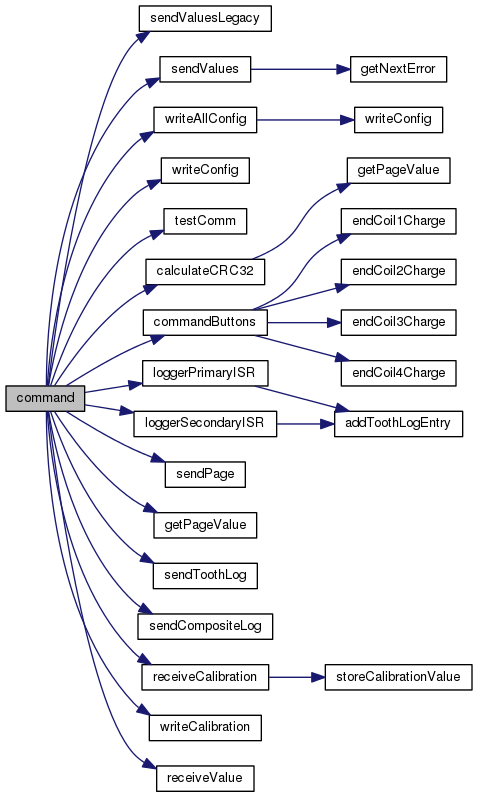 sendValuesLegacy
sendValues
getNextError
writeAllConfig
writeConfig
writeConfig
getPageValue
testComm
endCoil1Charge
calculateCRC32
endCoil2Charge
commandButtons
endCoil3Charge
loggerPrimaryISR
endCoil4Charge
command
loggerSecondaryISR
addToothLogEntry
sendPage
getPageValue
sendToothLog
sendCompositeLog
receiveCalibration
storeCalibrationValue
writeCalibration
receiveValue